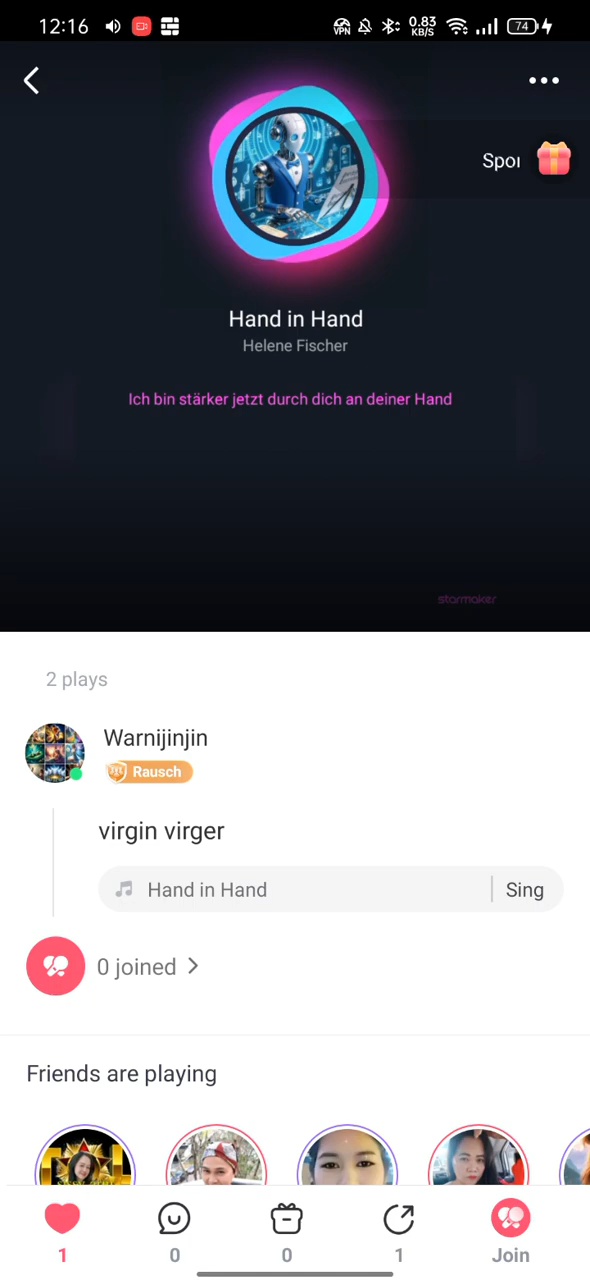 12:16
VPN
0.83
KB/S
74
Spor
Hand in Hand
Helene Fischer
Ich bin stärker jetzt durch dich an deiner Hand
starmaker
2 plays
Warnijinjin
Rausch
virgin virger
Hand in Hand
Sing
0 joined
Friends are playing
1
0
0
1
Join